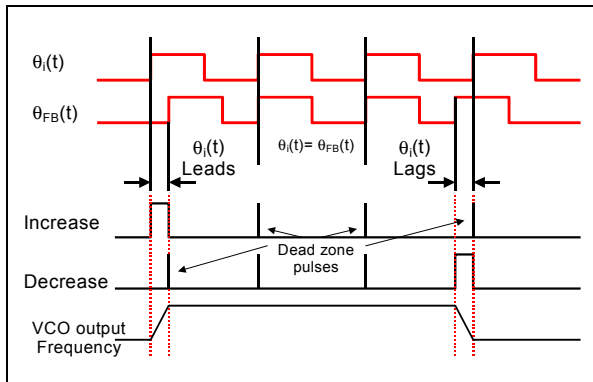 θi(t)
θFB(t)
θi(t)
Leads
θi(t)= θFB(t)
θi(t)
Lags
Increase
Dead zone
pulses
Decrease
VCO output
Frequency